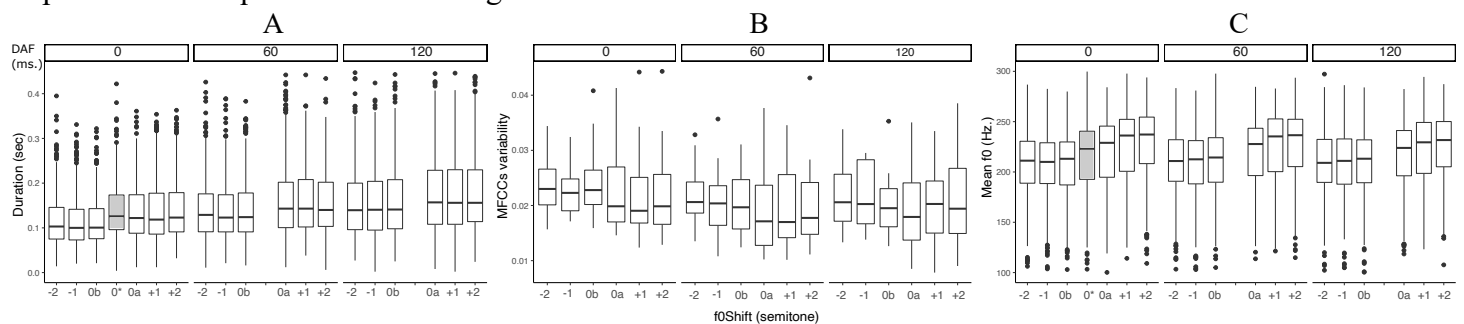 A B C
DAF (ms.) 0 60 120 0 60 120 0 60 120
Duration (sec)
0.4
0.3
0.2
0.1
0.0
-2 -1 0b 0* 0a +1 +2 -2 -1 0b 0a +1 +2 -2 -1 0b 0a +1 +2
MFCCs variability
0.04
0.03
0.02
0.01
-2 -1 0b 0a +1 +2 -2 -1 0b 0a +1 +2 -2 -1 0b 0a +1 +2
f0Shift (semitone)
Mean f0 (Hz.)
300
250
200
150
100
-2 -1 0b 0* 0a +1 +2 -2 -1 0b 0a +1 +2 -2 -1 0b 0a +1 +2